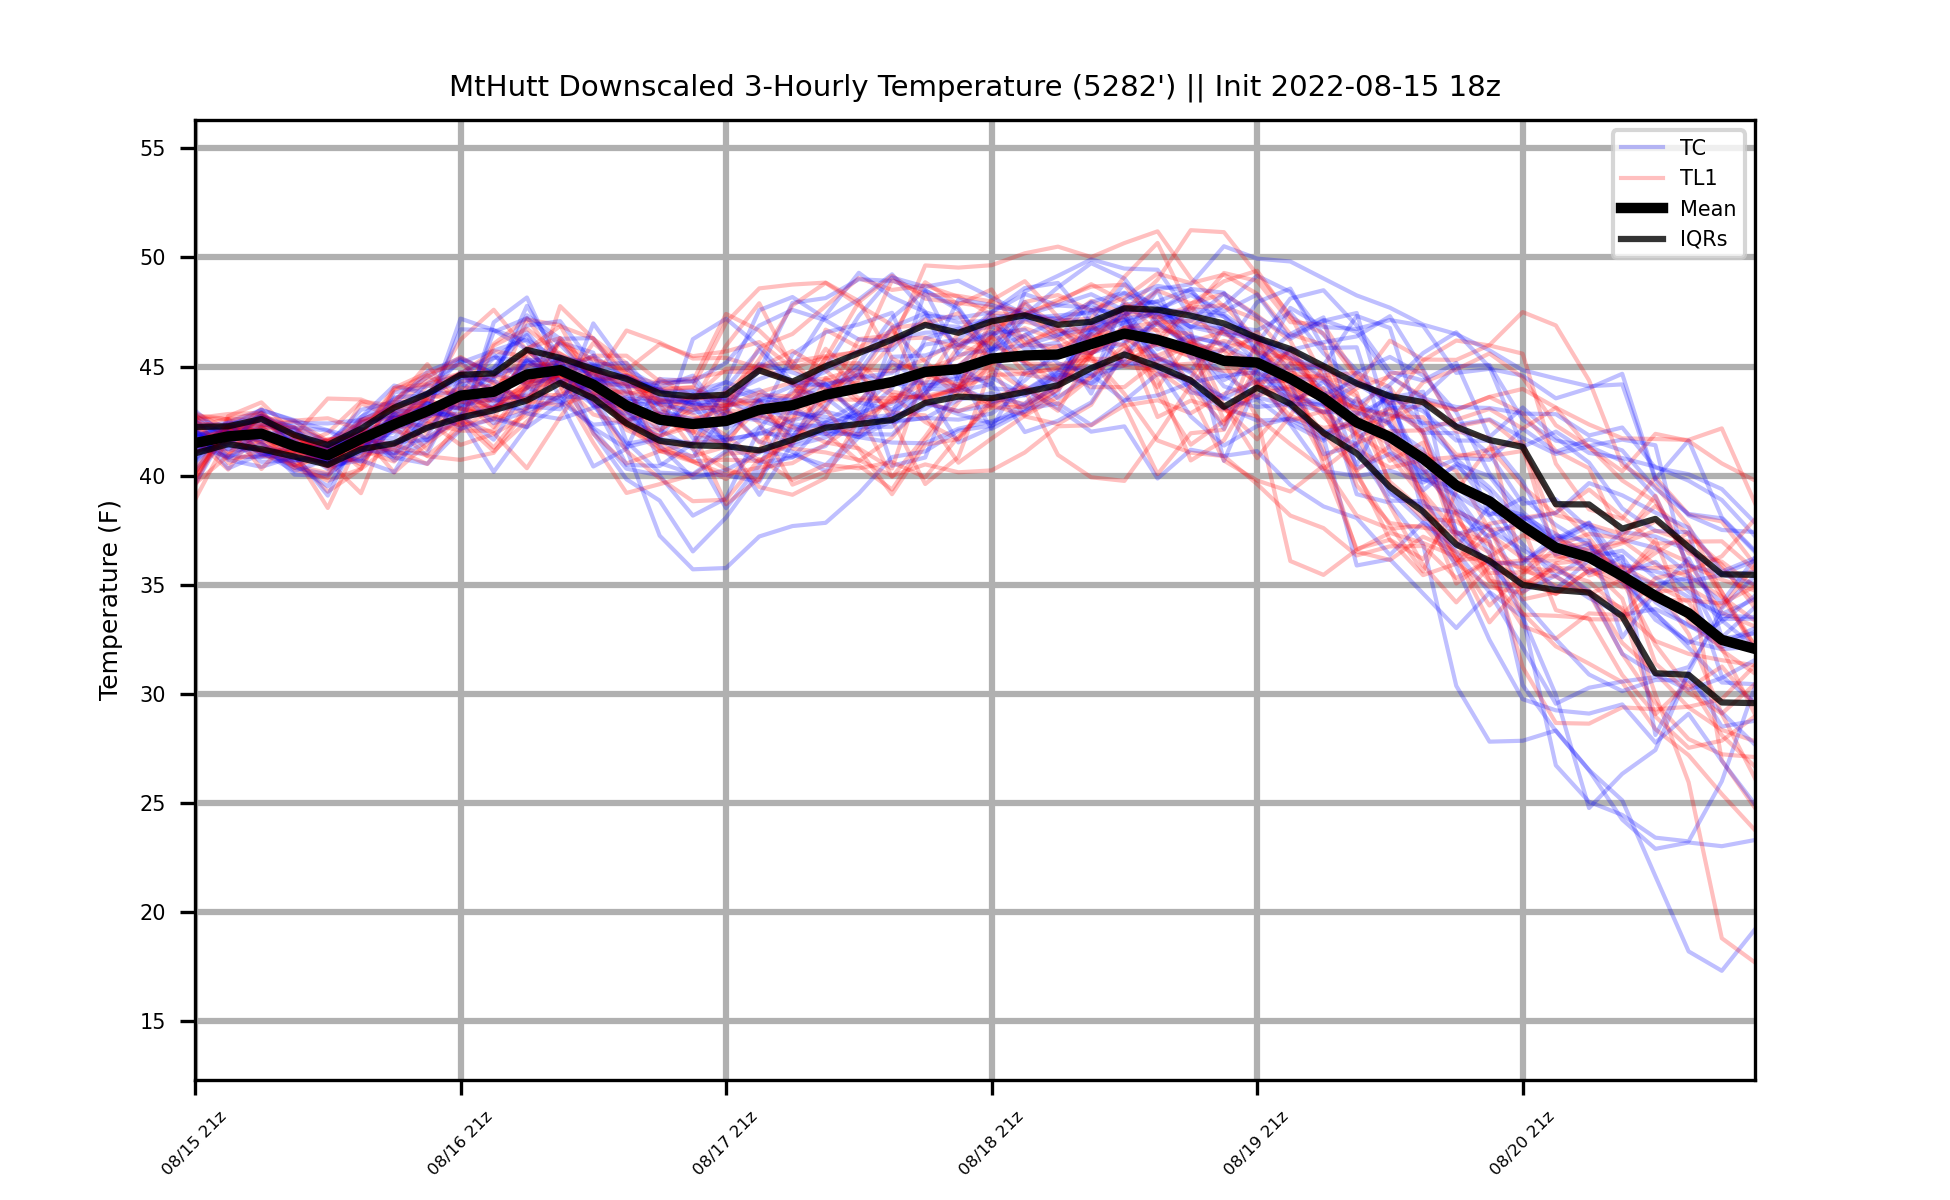 MtHutt Downscaled 3-Hourly Temperature (5282') || Init 2022-08-15 18z
TC
TL1
Mean
IQRs
Temperature (F)
55
50
45
40
35
30
25
20
15
08/15 21z
08/16 21z
08/17 21z
08/18 21z
08/19 21z
08/20 21z